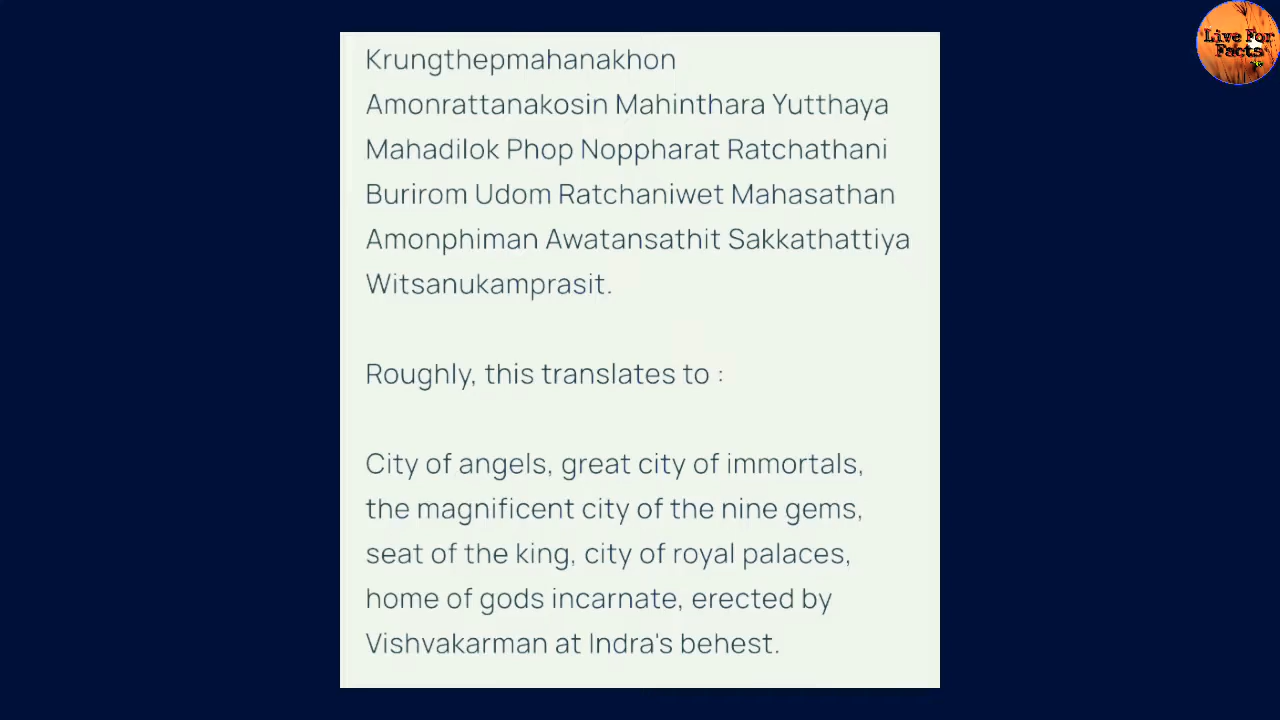 Krungthepmahanakhon
Amonrattanakosin Mahinthara Yutthaya
Mahadilok Phop Noppharat Ratchathani
Burirom Udom Ratchaniwet Mahasathan
Amonphiman Awatansathit Sakkathattiya
Witsanukamprasit.
Roughly, this translates to :
City of angels, great city of immortals,
the magnificent city of the nine gems,
seat of the king, city of royal palaces,
home of gods incarnate, erected by
Vishvakarman at Indra's behest.
Live For
Facts